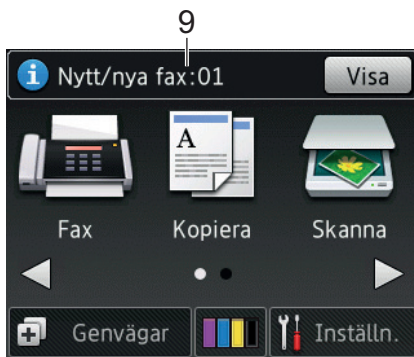 9
Nytt/nya fax:01 Visa
Fax Kopiera Skanna
Genvägar Inställn.